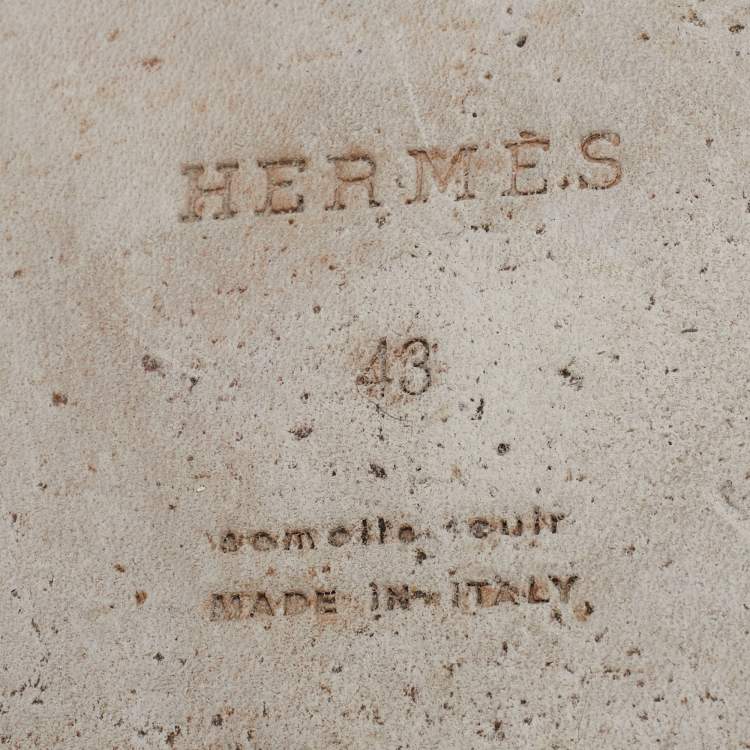 HERMÈS
43
semelle cuir
MADE IN ITALY